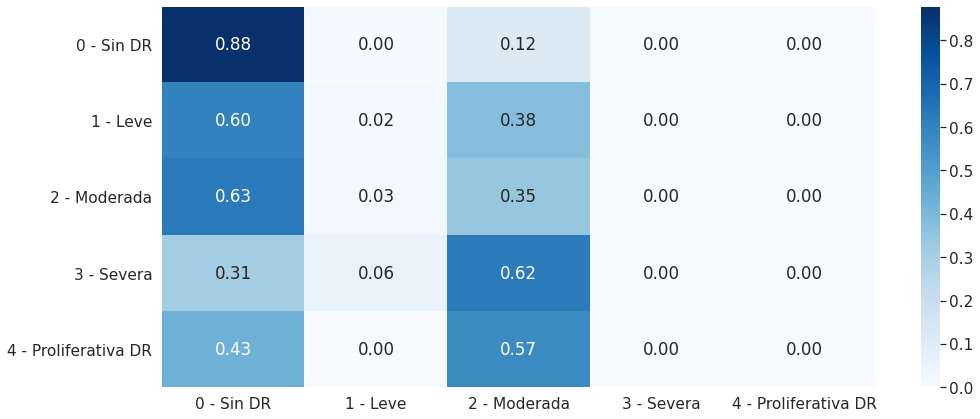 0 - Sin DR 0.88 0.00 0.12 0.00 0.00
1 - Leve 0.60 0.02 0.38 0.00 0.00
2 - Moderada 0.63 0.03 0.35 0.00 0.00
3 - Severa 0.31 0.06 0.62 0.00 0.00
4 - Proliferativa DR 0.43 0.00 0.57 0.00 0.00
0 - Sin DR 1 - Leve 2 - Moderada 3 - Severa 4 - Proliferativa DR
0.8
0.7
0.6
0.5
0.4
0.3
0.2
0.1
0.0